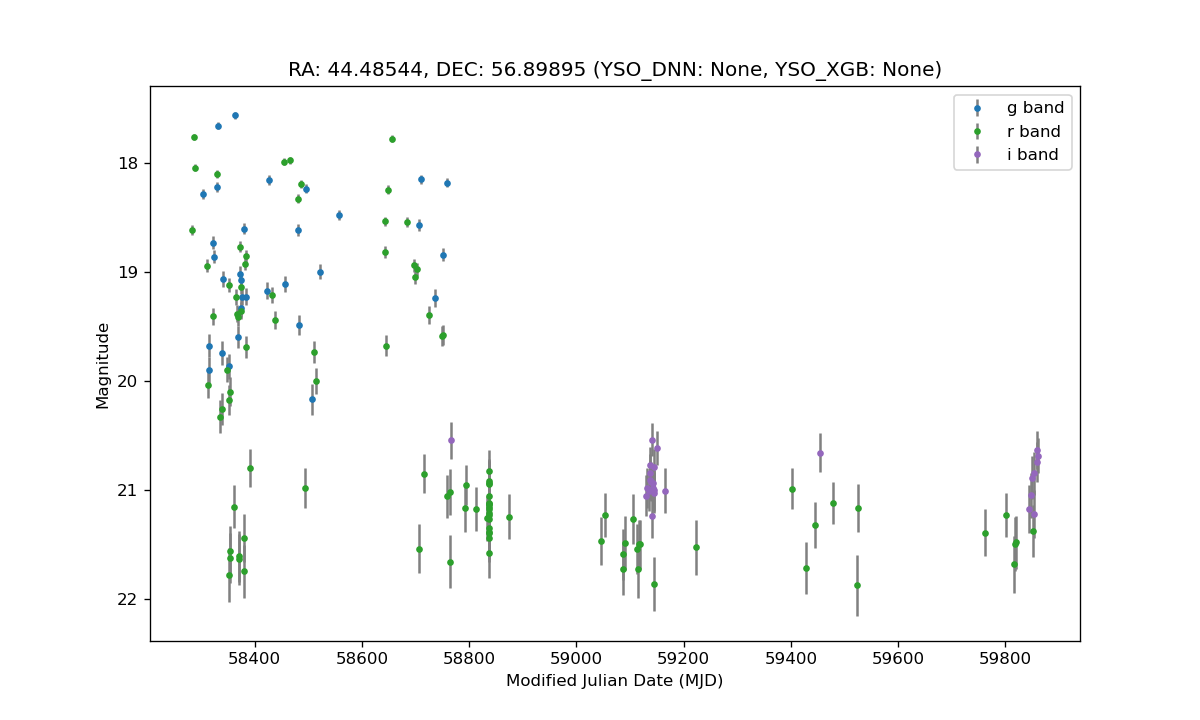 RA: 44.48544, DEC: 56.89895 (YSO_DNN: None, YSO_XGB: None)
g band
r band
i band
18
19
20
21
22
Magnitude
58400
58600
58800
59000
59200
59400
59600
59800
Modified Julian Date (MJD)